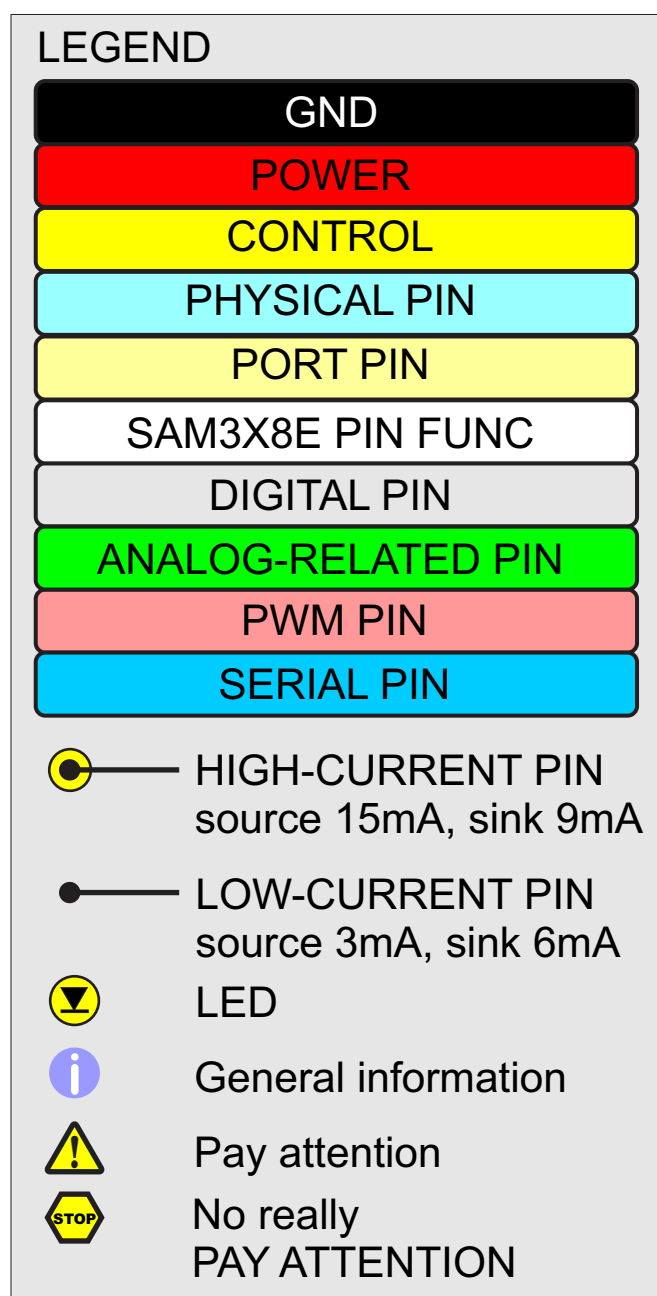 LEGEND
GND
POWER
CONTROL
PHYSICAL PIN
PORT PIN
SAM3X8E PIN FUNC
DIGITAL PIN
ANALOG-RELATED PIN
PWM PIN
SERIAL PIN
HIGH-CURRENT PIN
source 15mA, sink 9mA
LOW-CURRENT PIN
source 3mA, sink 6mA
LED
i General information
! Pay attention
STOP No really
PAY ATTENTION